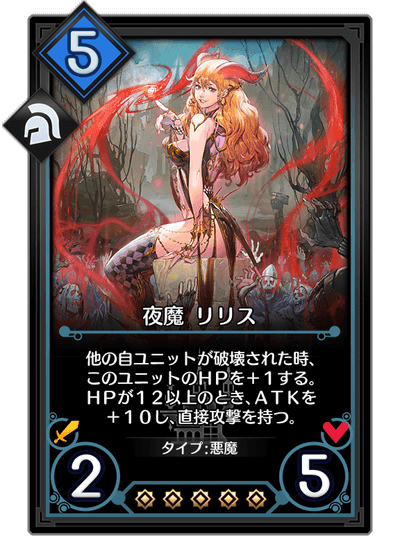 5
夜魔 リリス
他の自ユニットが破壊された時、
このユニットのHPを＋1する。
HPが12以上のとき、ATKを
＋10し、直接攻撃を持つ。
タイプ:悪魔
2
5